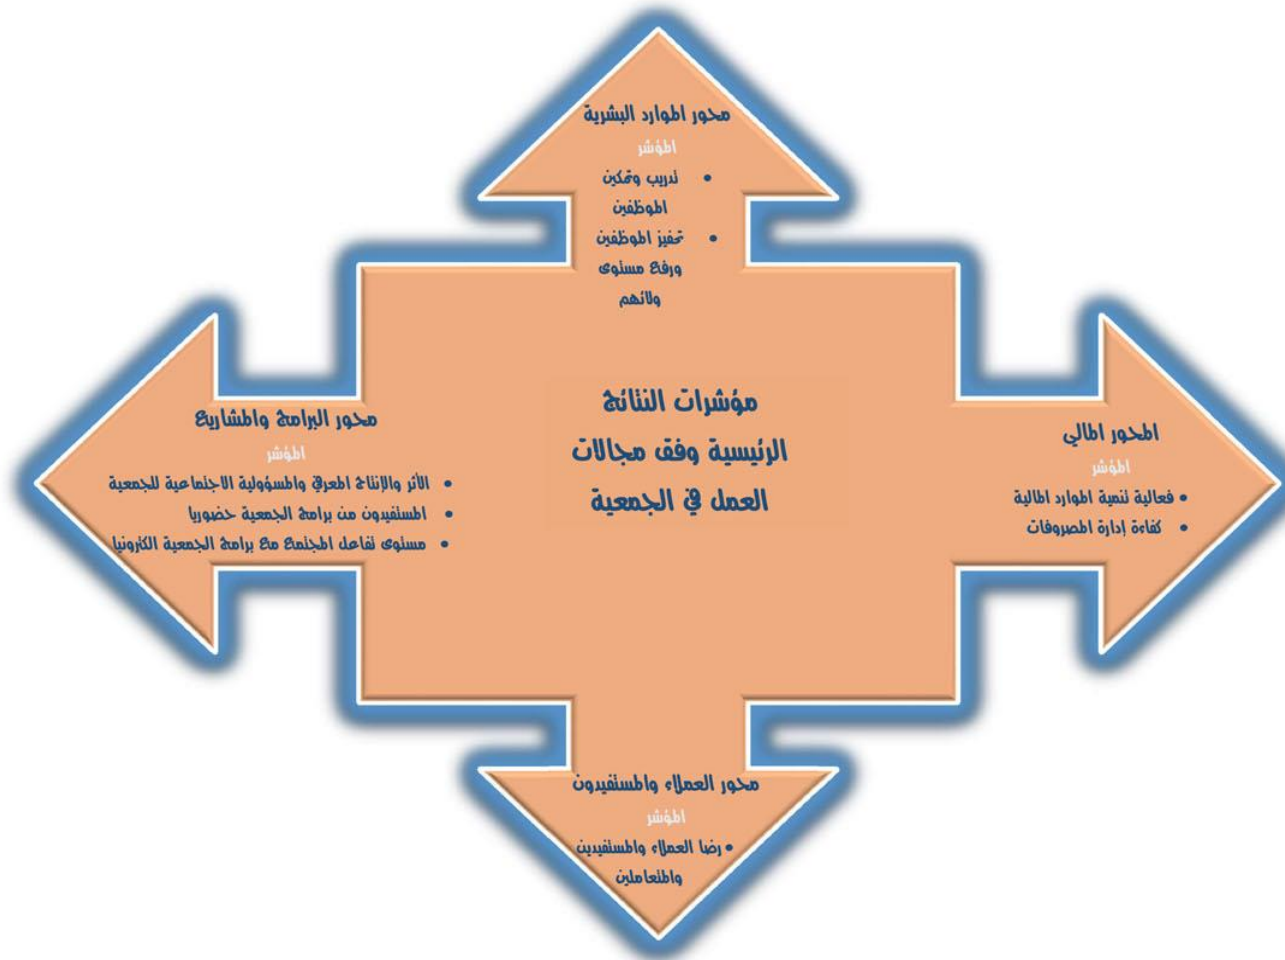 محور الموارد البشرية
المؤشر
• تدريب وتمكين
الموظفين
• تحفيز الموظفين
ورفع مستوى
ولائهم
مؤشرات النتائج
الرئيسية وفق مجالات
العمل في الجمعية
المحور المالي
المؤشر
• فعالية تنمية الموارد المالية
• كفاءة إدارة المصروفات
محور البرامج والمشاريع
المؤشر
• الأثر والإنتاج المعرفي والمسؤولية الاجتماعية للجمعية
• المستفيدون من برامج الجمعية حضوريا
• مستوى تفاعل المجتمع مع برامج الجمعية الكترونيا
محور العملاء والمستفيدون
المؤشر
• رضا العملاء والمستفيدين
والمتعاملين